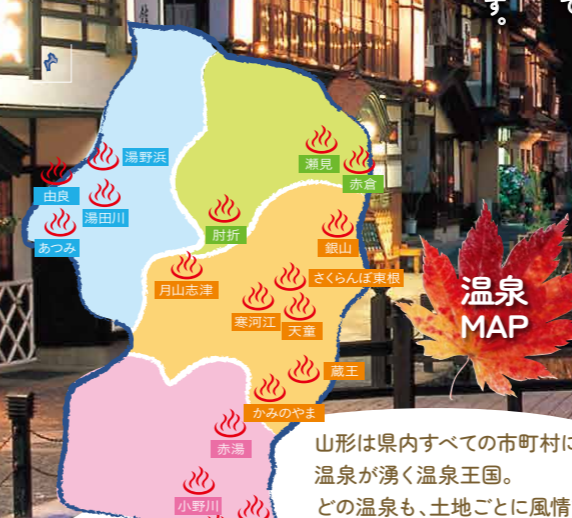 す。
湯野浜
由良
湯田川
あつみ
瀬見
赤倉
肘折
銀山
月山志津
さくらんぼ東根
寒河江
天童
蔵王
かみのやま
赤湯
小野川
温泉
MAP
山形は県内すべての市町村に
温泉が湧く温泉王国。
どの温泉も、土地ごとに風情